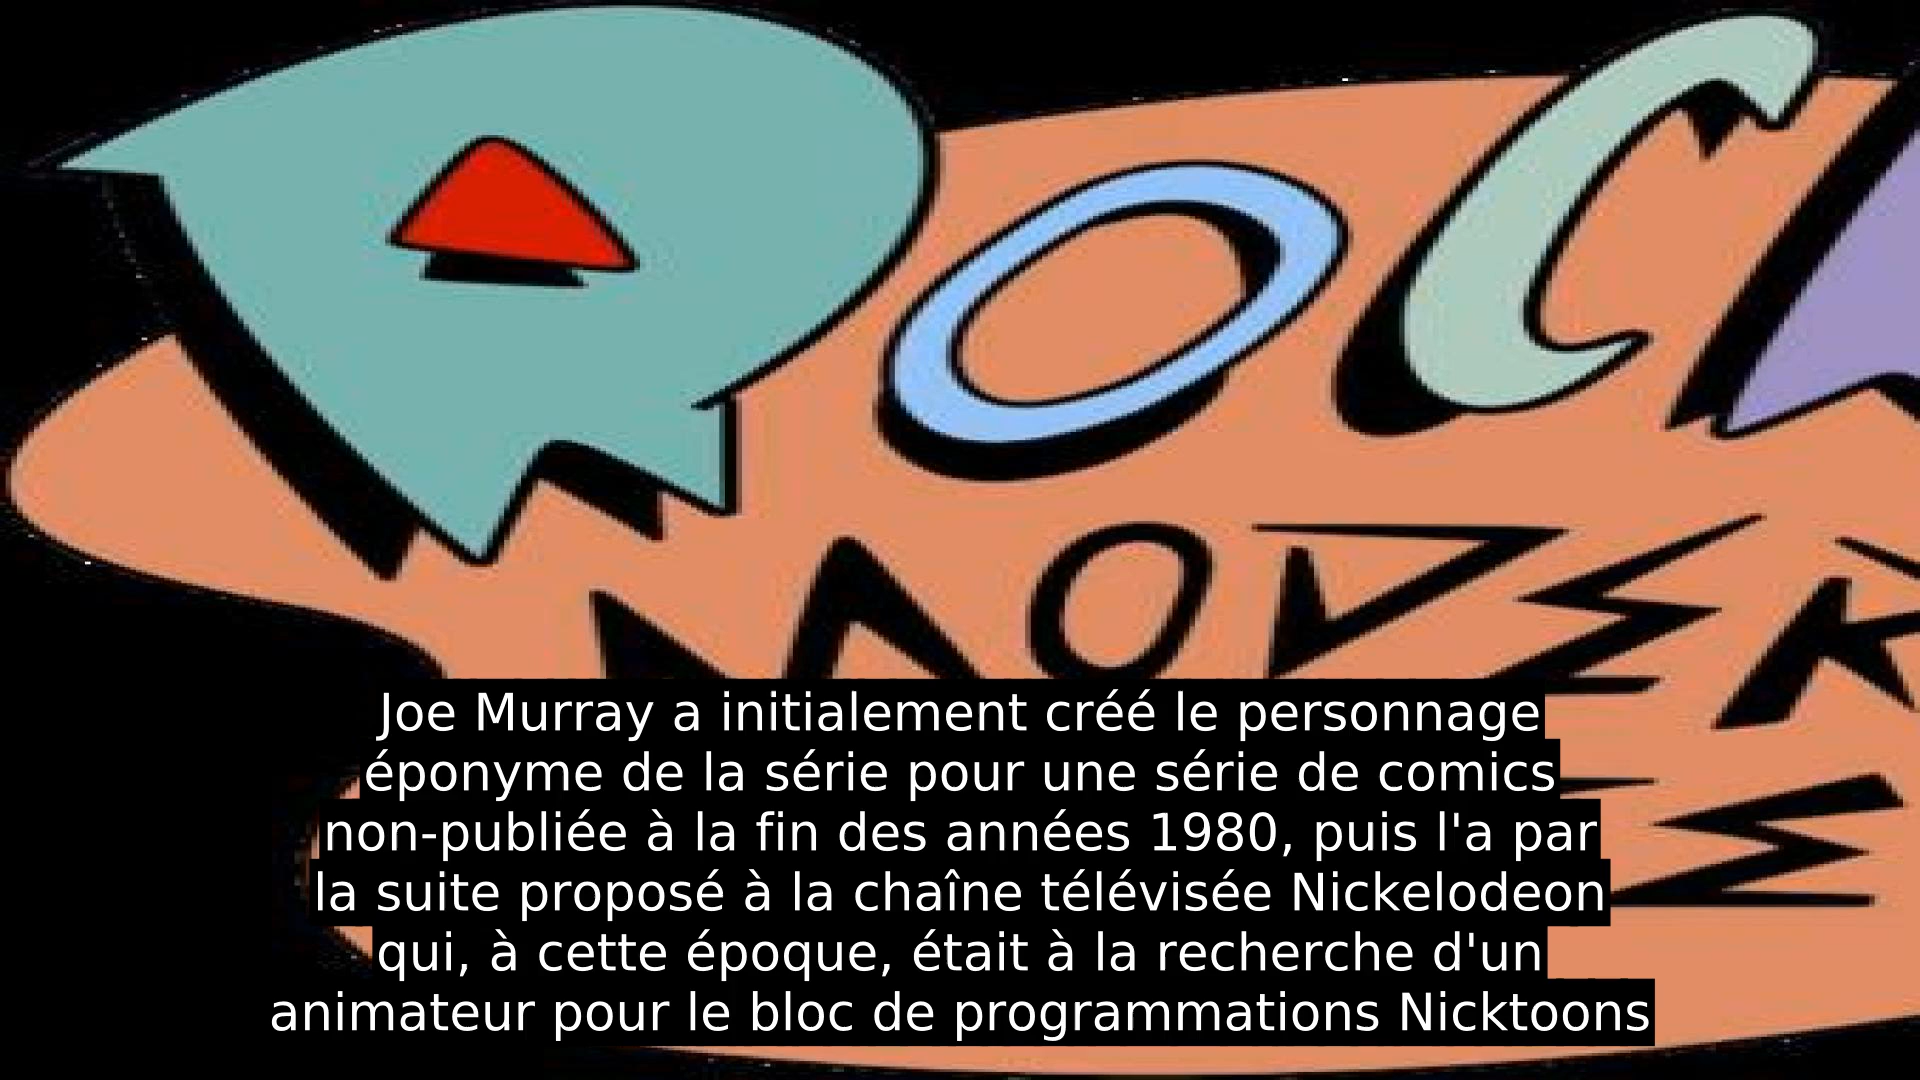 ROCK
MODER
Joe Murray a initialement créé le personnage
éponyme de la série pour une série de comics
non-publiée à la fin des années 1980, puis l'a par
la suite proposé à la chaîne télévisée Nickelodeon
qui, à cette époque, était à la recherche d'un
animateur pour le bloc de programmations Nicktoons